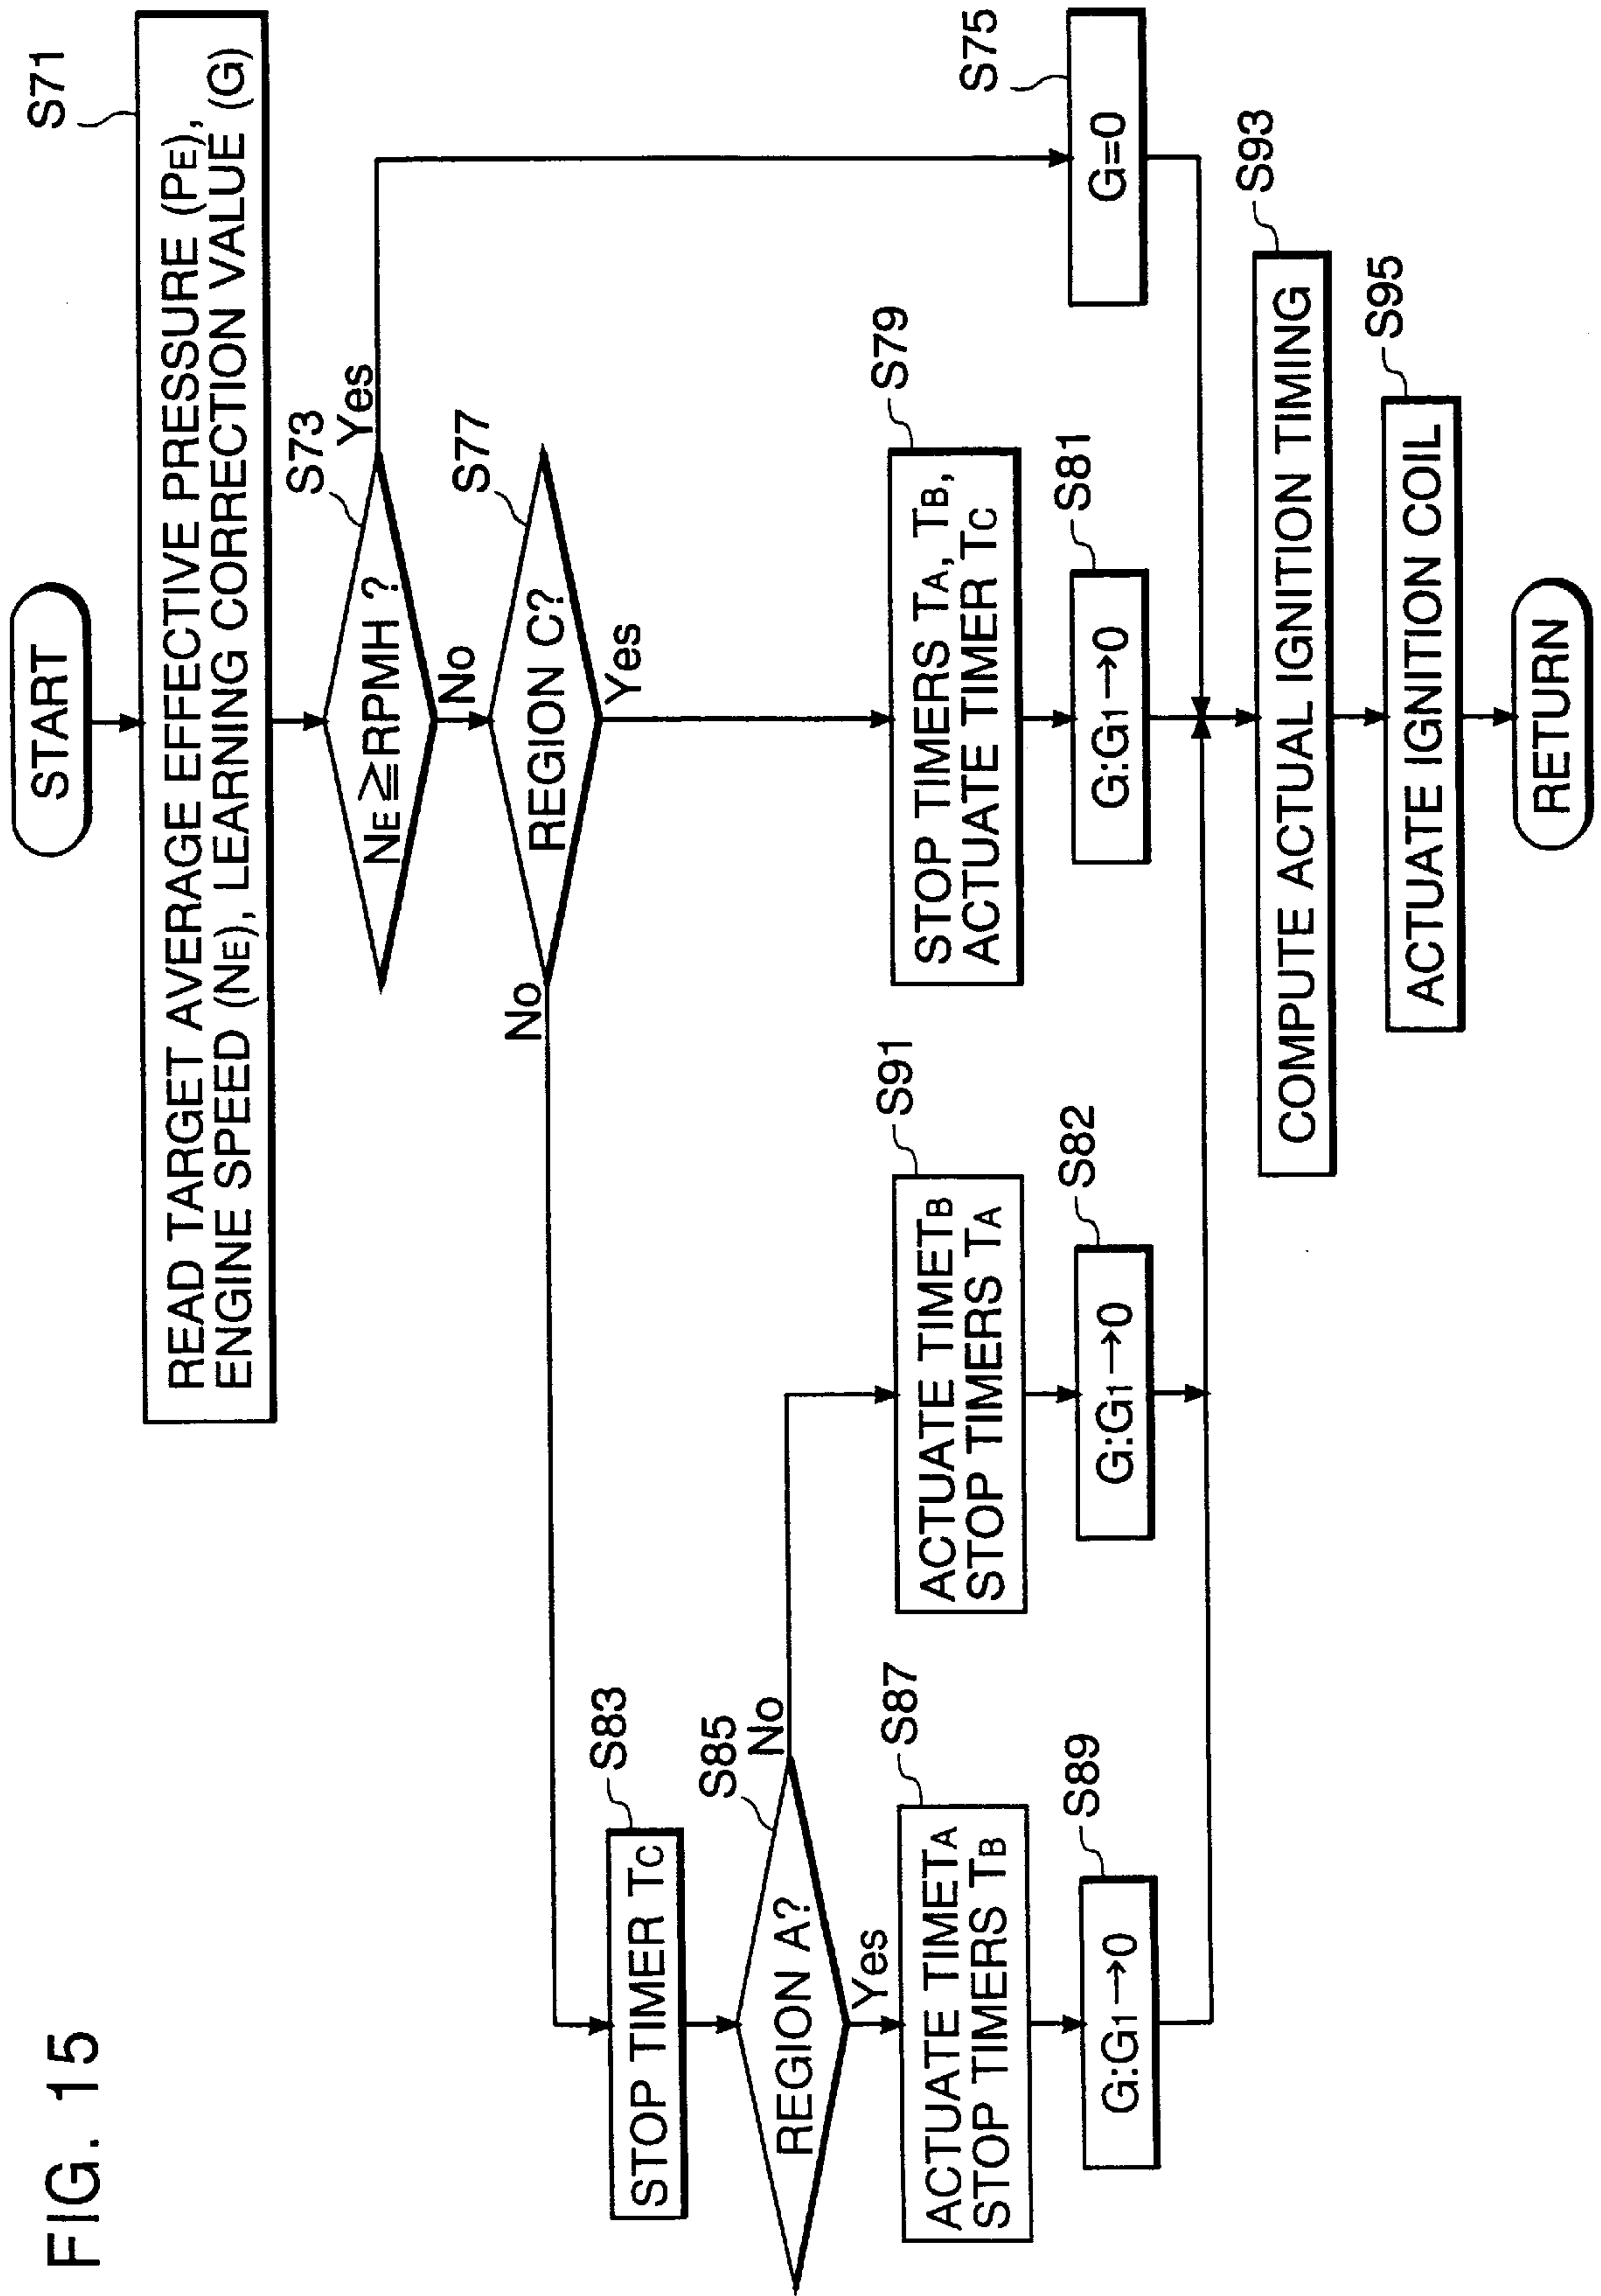 FIG. 15
START
S71
READ TARGET AVERAGE EFFECTIVE PRESSURE (PE),
ENGINE SPEED (NE), LEARNING CORRECTION VALUE (G)
S73
NE≧RPMH ?
Yes
No
S77
REGION C?
No
Yes
S83
STOP TIMER TC
S85
REGION A?
No
Yes
S87
ACTUATE TIMETA
STOP TIMERS TB
S91
ACTUATE TIMETB
STOP TIMERS TA
S79
STOP TIMERS TA, TB,
ACTUATE TIMER TC
S75
G=0
S89
G:G1→0
S82
G:G1→0
S81
G:G1→0
S93
COMPUTE ACTUAL IGNITION TIMING
S95
ACTUATE IGNITION COIL
RETURN